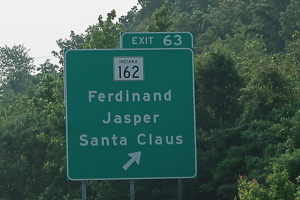 EXIT 63
INDIANA
162
Ferdinand
Jasper
Santa Claus